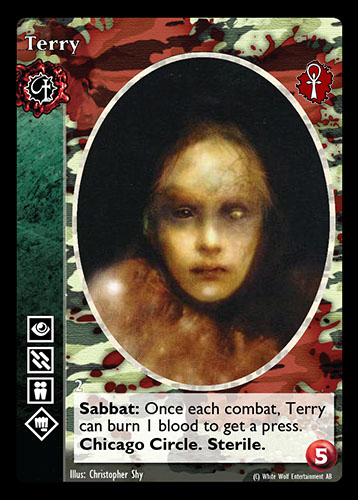 Terry
2
Sabbat: Once each combat, Terry
can burn 1 blood to get a press.
Chicago Circle. Sterile.
5
Illus: Christopher Shy
(C) White Wolf Entertainment AB